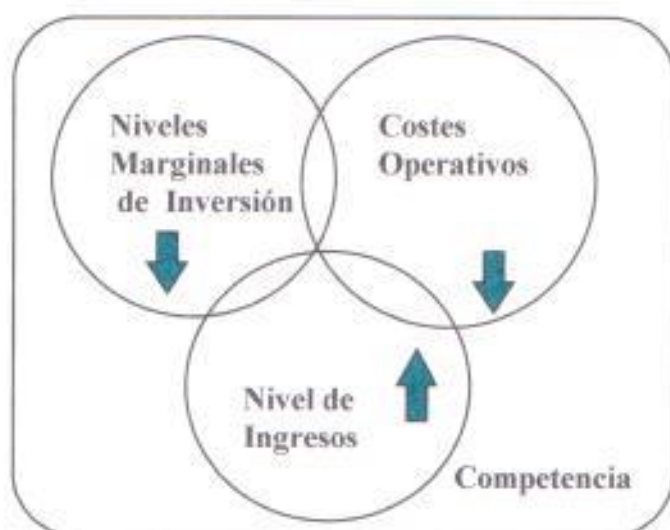 Niveles
Marginales
de Inversión
Costes
Operativos
Nivel de
Ingresos
Competencia